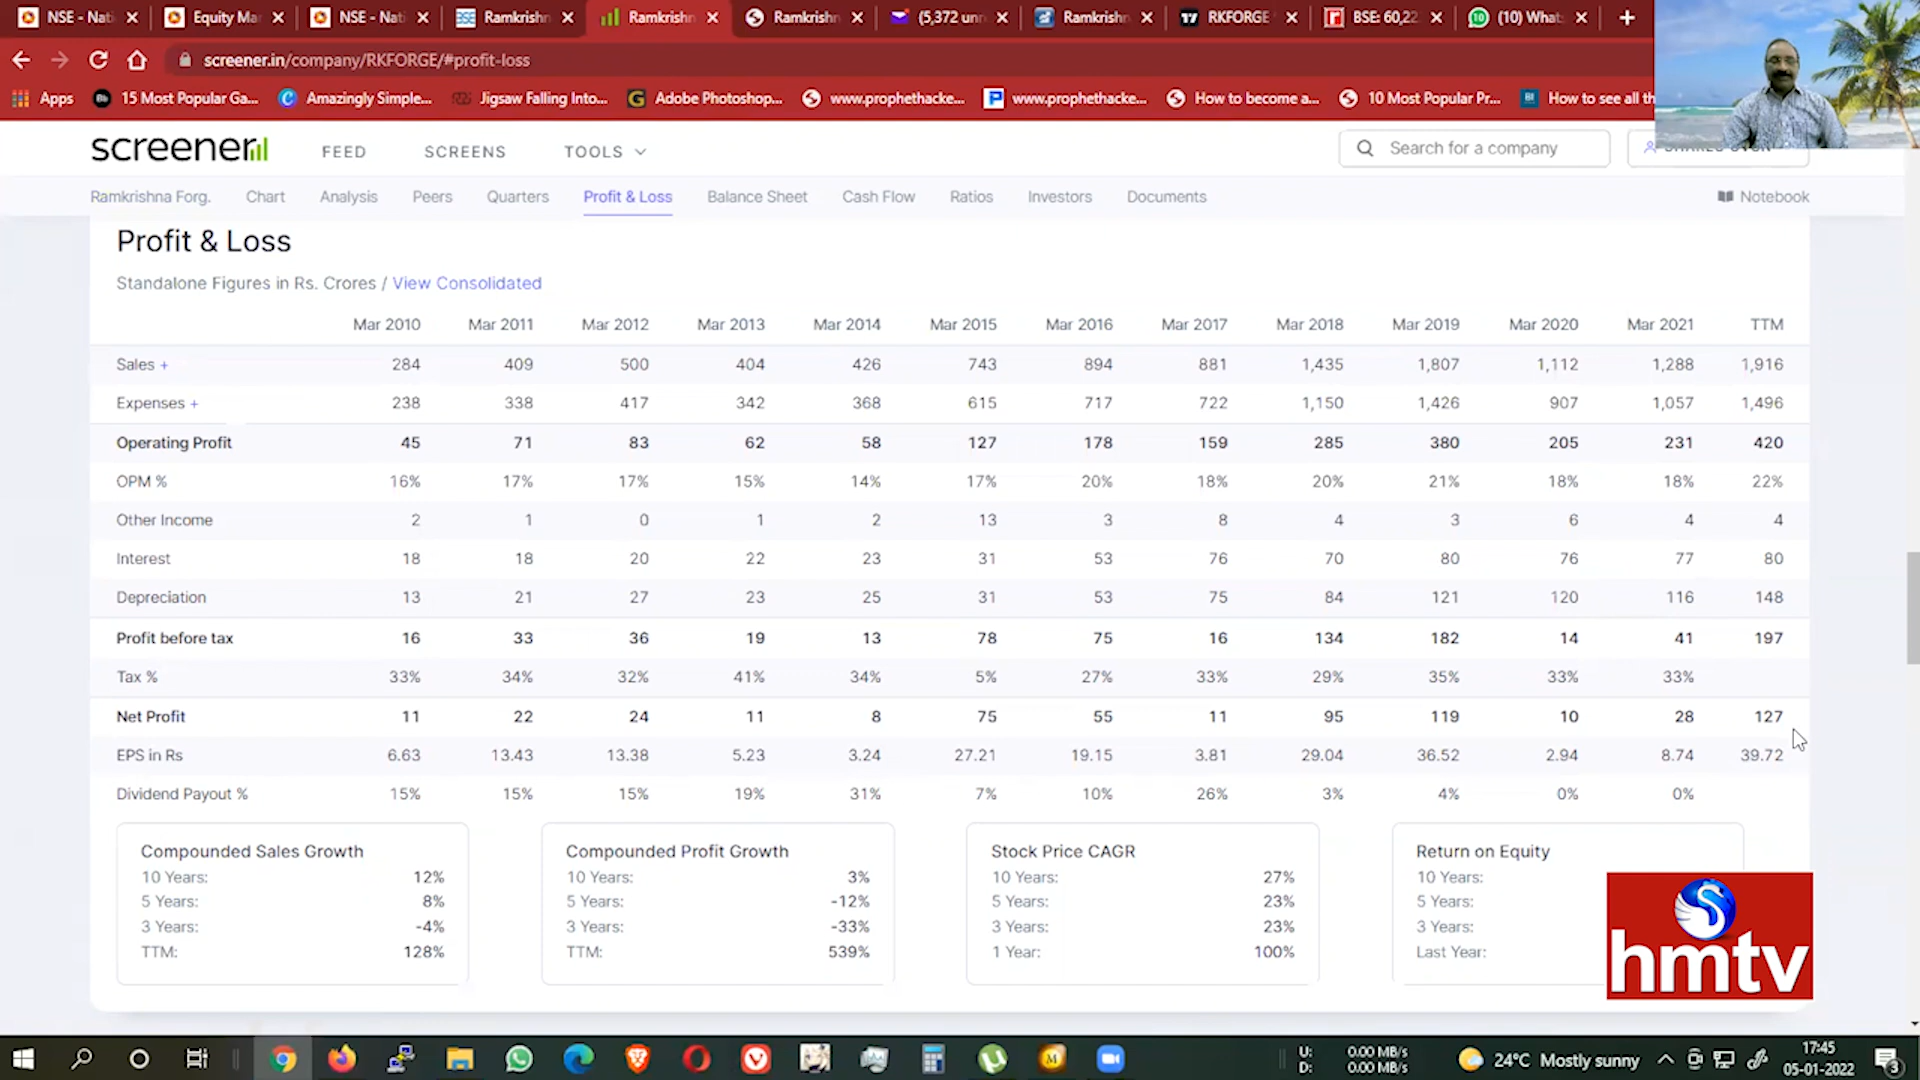 NSE - Nati
Equity Ma
NSE - Nati
BSE
Ramkrishn
Ramkrishn
Ramkrishn
(5,372 unr
Ramkrishn
RKFORGE
BSE: 60,22
(10) What
screener.in/company/RKFORGE/#profit-loss
Apps
15 Most Popular Ga...
Amazingly Simple...
Jigsaw Falling Into...
Adobe Photoshop...
www.prophethacke...
www.prophethacke...
How to become a...
10 Most Popular Pr...
How to see all th
screener
FEED SCREENS TOOLS
Search for a company
Ramkrishna Forg. Chart Analysis Peers Quarters Profit & Loss Balance Sheet Cash Flow Ratios Investors Documents Notebook
Profit & Loss
Standalone Figures in Rs. Crores / View Consolidated
Mar 2010 Mar 2011 Mar 2012 Mar 2013 Mar 2014 Mar 2015 Mar 2016 Mar 2017 Mar 2018 Mar 2019 Mar 2020 Mar 2021 TTM
Sales + 284 409 500 404 426 743 894 881 1,435 1,807 1,112 1,288 1,916
Expenses + 238 338 417 342 368 615 717 722 1,150 1,426 907 1,057 1,496
Operating Profit 45 71 83 62 58 127 178 159 285 380 205 231 420
OPM % 16% 17% 17% 15% 14% 17% 20% 18% 20% 21% 18% 18% 22%
Other Income 2 1 0 1 2 13 3 8 4 3 6 4 4
Interest 18 18 20 22 23 31 53 76 70 80 76 77 80
Depreciation 13 21 27 23 25 31 53 75 84 121 120 116 148
Profit before tax 16 33 36 19 13 78 75 16 134 182 14 41 197
Tax % 33% 34% 32% 41% 34% 5% 27% 33% 29% 35% 33% 33%
Net Profit 11 22 24 11 8 75 55 11 95 119 10 28 127
EPS in Rs 6.63 13.43 13.38 5.23 3.24 27.21 19.15 3.81 29.04 36.52 2.94 8.74 39.72
Dividend Payout % 15% 15% 15% 19% 31% 7% 10% 26% 3% 4% 0% 0%
Compounded Sales Growth
10 Years: 12%
5 Years: 8%
3 Years: -4%
TTM: 128%
Compounded Profit Growth
10 Years: 3%
5 Years: -12%
3 Years: -33%
TTM: 539%
Stock Price CAGR
10 Years: 27%
5 Years: 23%
3 Years: 23%
1 Year: 100%
Return on Equity
10 Years:
5 Years:
3 Years:
Last Year:
hmtv
U: 0.00 MB/s
D: 0.00 MB/s
24°C Mostly sunny
17:45
05-01-2022
3